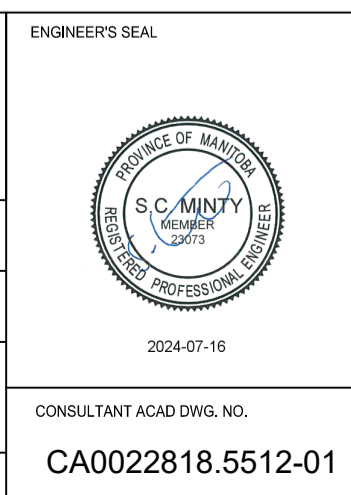 ENGINEER'S SEAL
PROVINCE OF MANITOBA
S.C. MINTY
MEMBER
23073
REGISTERED PROFESSIONAL ENGINEER
2024-07-16
CONSULTANT ACAD DWG. NO.
CA0022818.5512-01